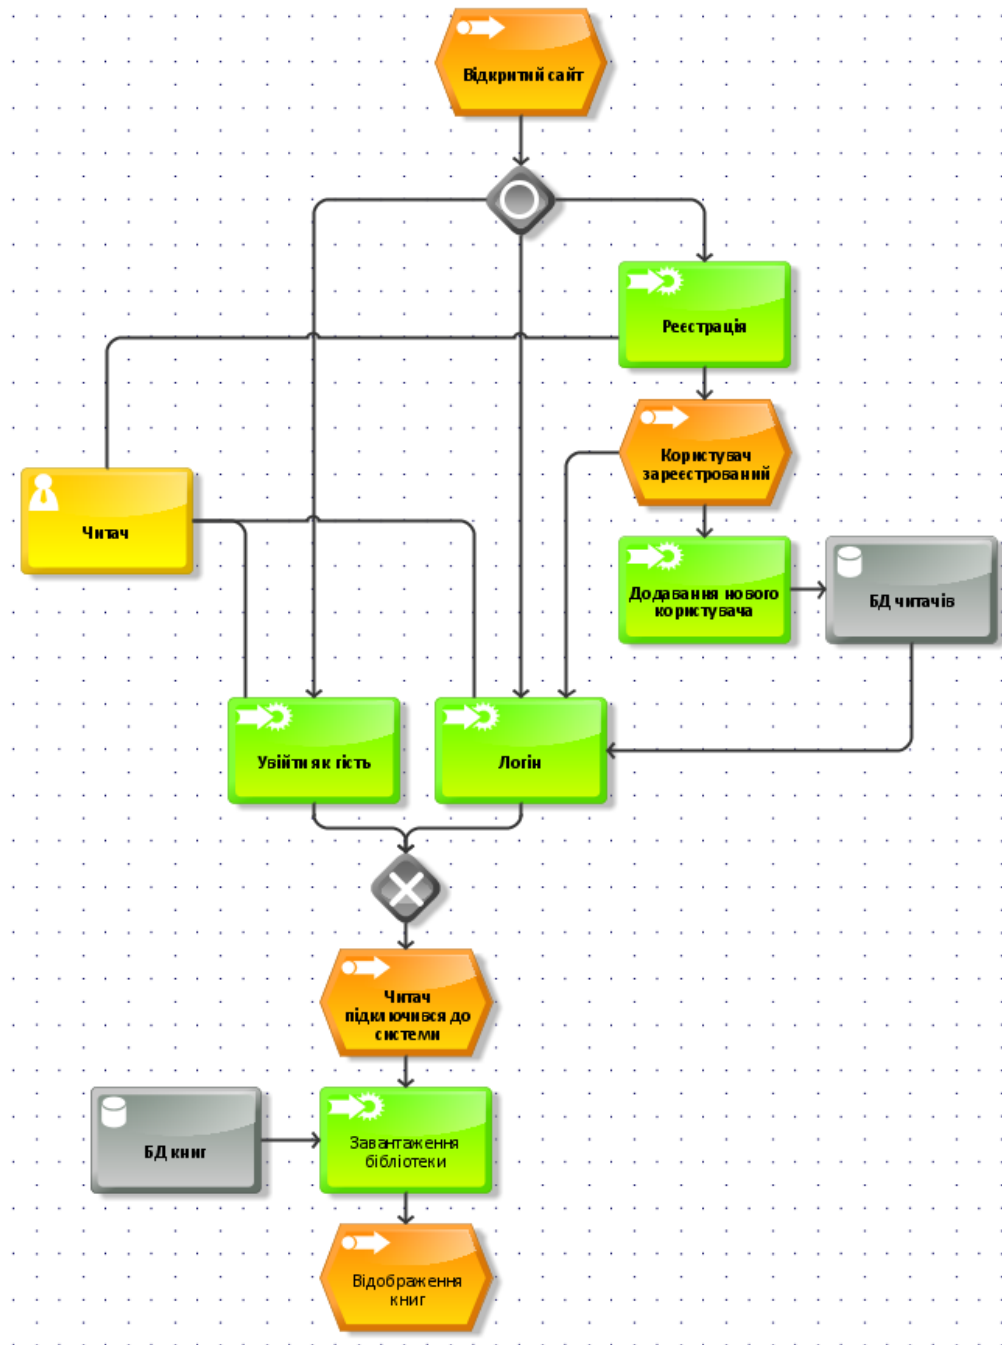 Відкритий сайт
Реєстрація
Користувач
зареєстрований
Читач
Додавання нового
користувача
БД читачів
Увійти як гість
Логін
Читач
підключився до
системи
БД книг
Завантаження
бібліотеки
Відображення
книг